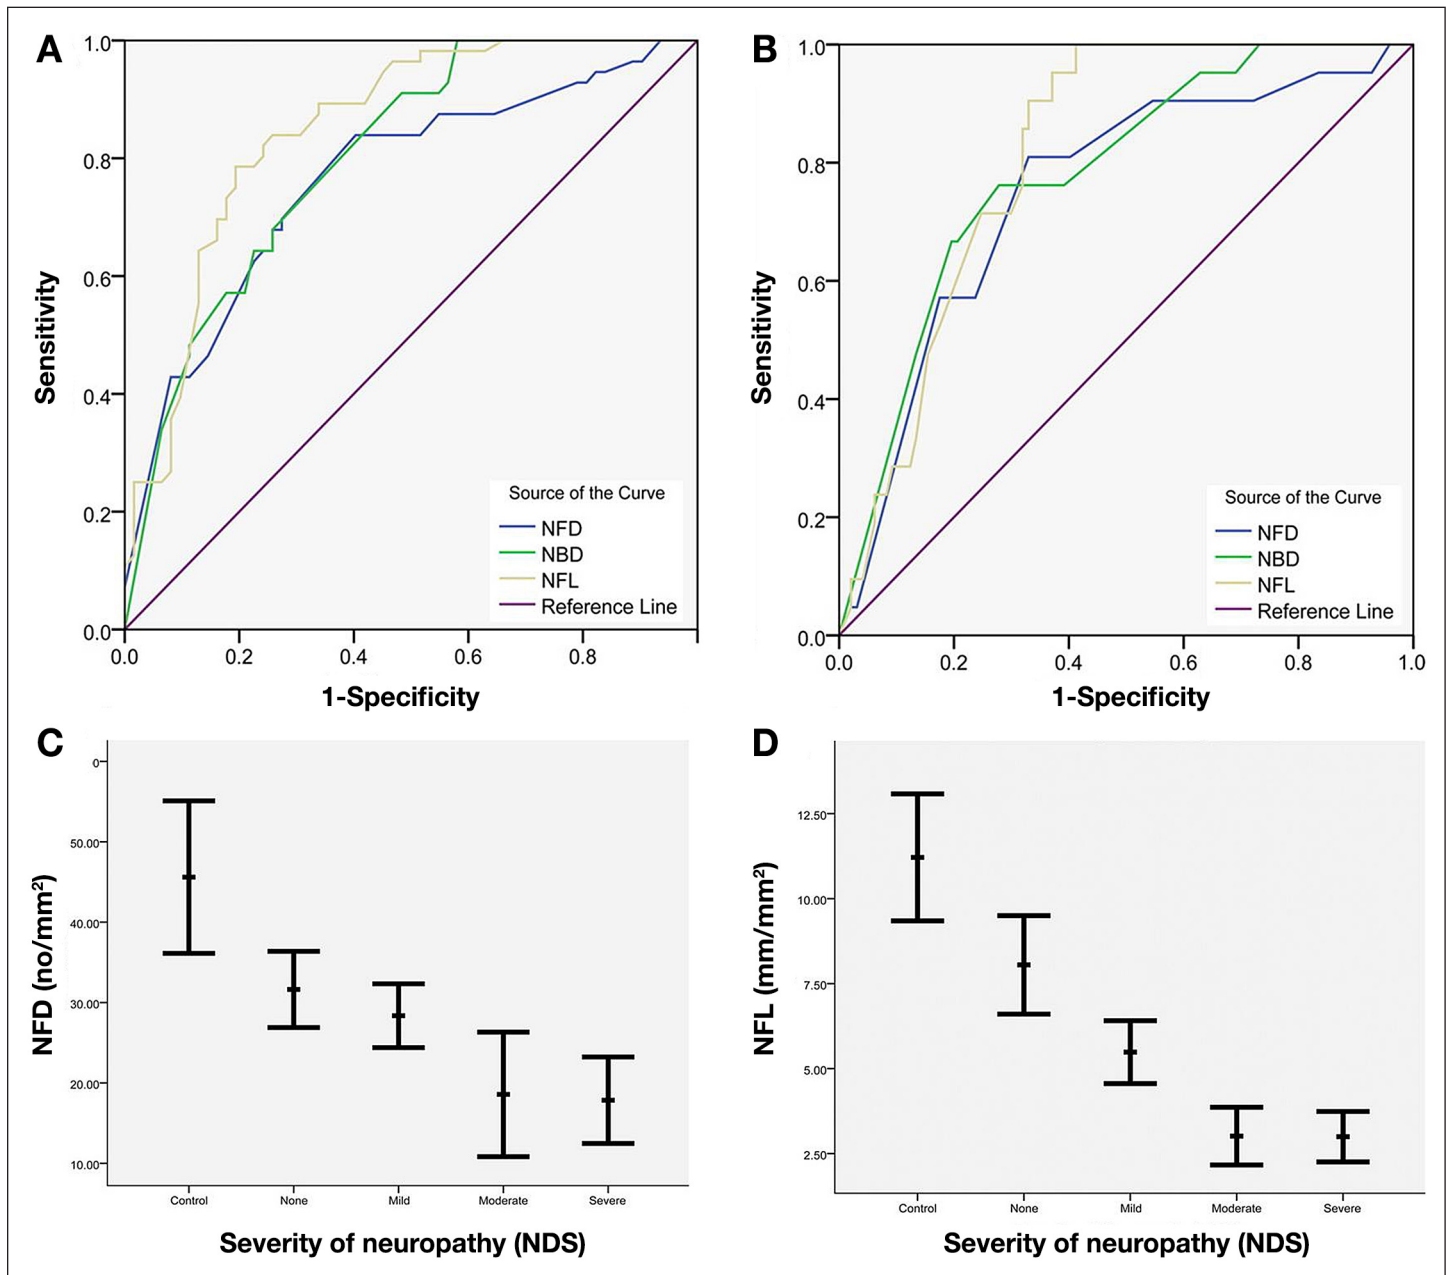 A
1.0
0.8
0.6
0.4
0.2
0.0
Sensitivity
0.0 0.2 0.4 0.6 0.8
1-Specificity
Source of the Curve
NFD
NBD
NFL
Reference Line
B
1.0
0.8
0.6
0.4
0.2
0.0
Sensitivity
0.0 0.2 0.4 0.6 0.8 1.0
1-Specificity
Source of the Curve
NFD
NBD
NFL
Reference Line
C
0
50.00
40.00
30.00
20.00
10.00
NFD (no/mm²)
Control None Mild Moderate Severe
Severity of neuropathy (NDS)
D
12.50
10.00
7.50
5.00
2.50
NFL (mm/mm²)
Control None Mild Moderate Severe
Severity of neuropathy (NDS)